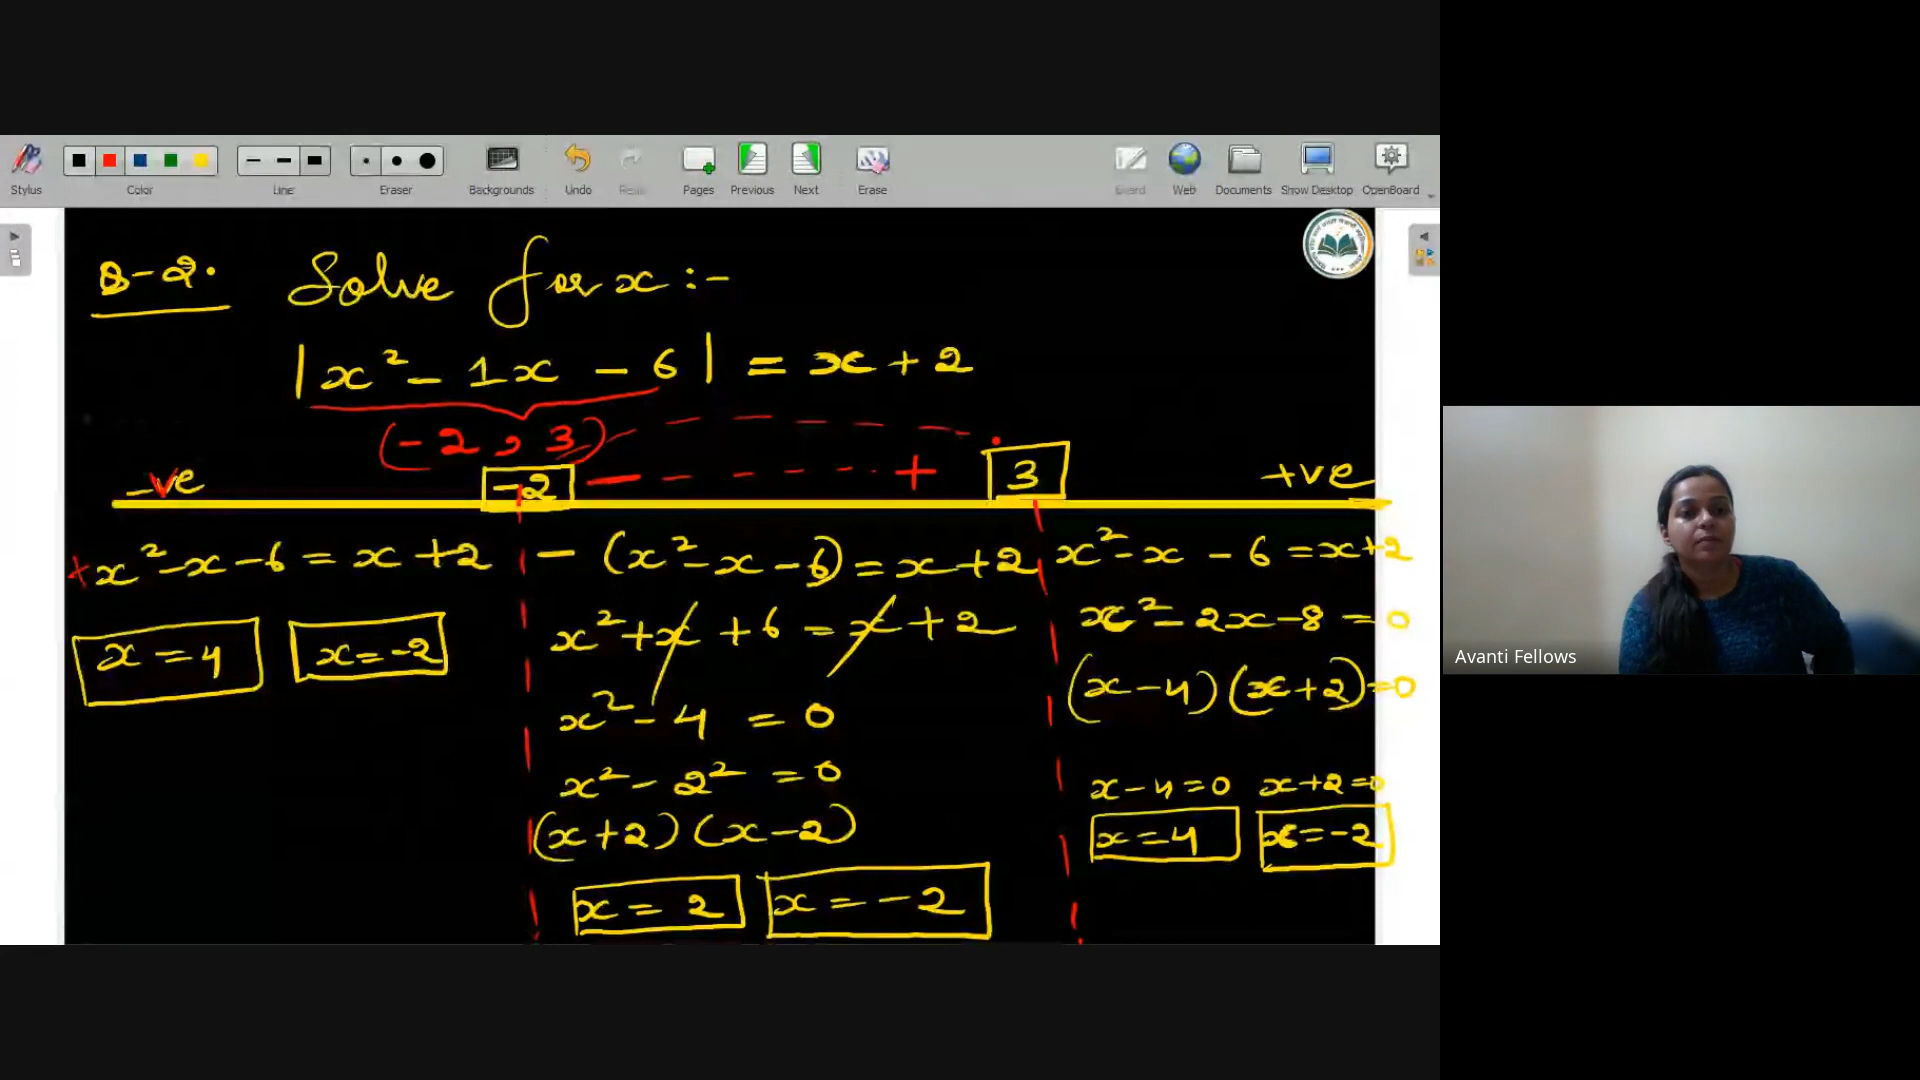 Stylus
Color
Line
Eraser
Backgrounds
Undo
Redo
Pages
Previous
Next
Erase
Board
Web
Documents
Show Desktop
OpenBoard
Q-2. Solve for x :-
|x² - 1x - 6| = x + 2
(-2, 3)
-ve
-2
- - - - - +
3
+ve
+x² - x - 6 = x + 2
x = 4
x = -2
- (x² - x - 6) = x + 2
x² + x + 6 = x + 2
x² - 4 = 0
x² - 2² = 0
(x + 2) (x - 2)
x = 2
x = -2
x² - x - 6 = x + 2
x² - 2x - 8 = 0
(x - 4) (x + 2) = 0
x - 4 = 0 x + 2 = 0
x = 4
x = -2
Avanti Fellows